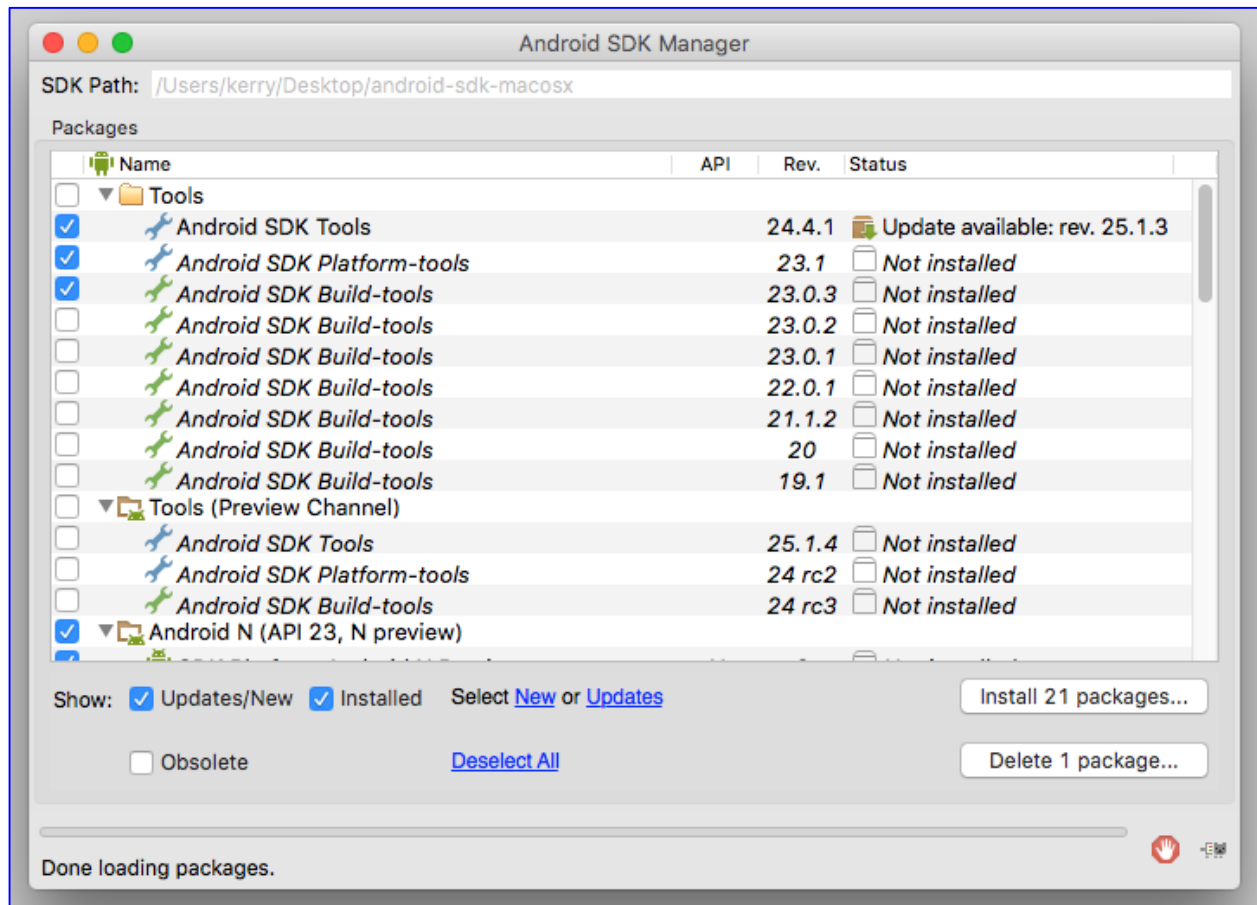 Android SDK Manager
SDK Path: /Users/kerry/Desktop/android-sdk-macosx
Packages
Name API Rev. Status
Tools
Android SDK Tools 24.4.1 Update available: rev. 25.1.3
Android SDK Platform-tools 23.1 Not installed
Android SDK Build-tools 23.0.3 Not installed
Android SDK Build-tools 23.0.2 Not installed
Android SDK Build-tools 23.0.1 Not installed
Android SDK Build-tools 22.0.1 Not installed
Android SDK Build-tools 21.1.2 Not installed
Android SDK Build-tools 20 Not installed
Android SDK Build-tools 19.1 Not installed
Tools (Preview Channel)
Android SDK Tools 25.1.4 Not installed
Android SDK Platform-tools 24 rc2 Not installed
Android SDK Build-tools 24 rc3 Not installed
Android N (API 23, N preview)
Show: Updates/New Installed Select New or Updates Install 21 packages...
Obsolete Deselect All Delete 1 package...
Done loading packages.